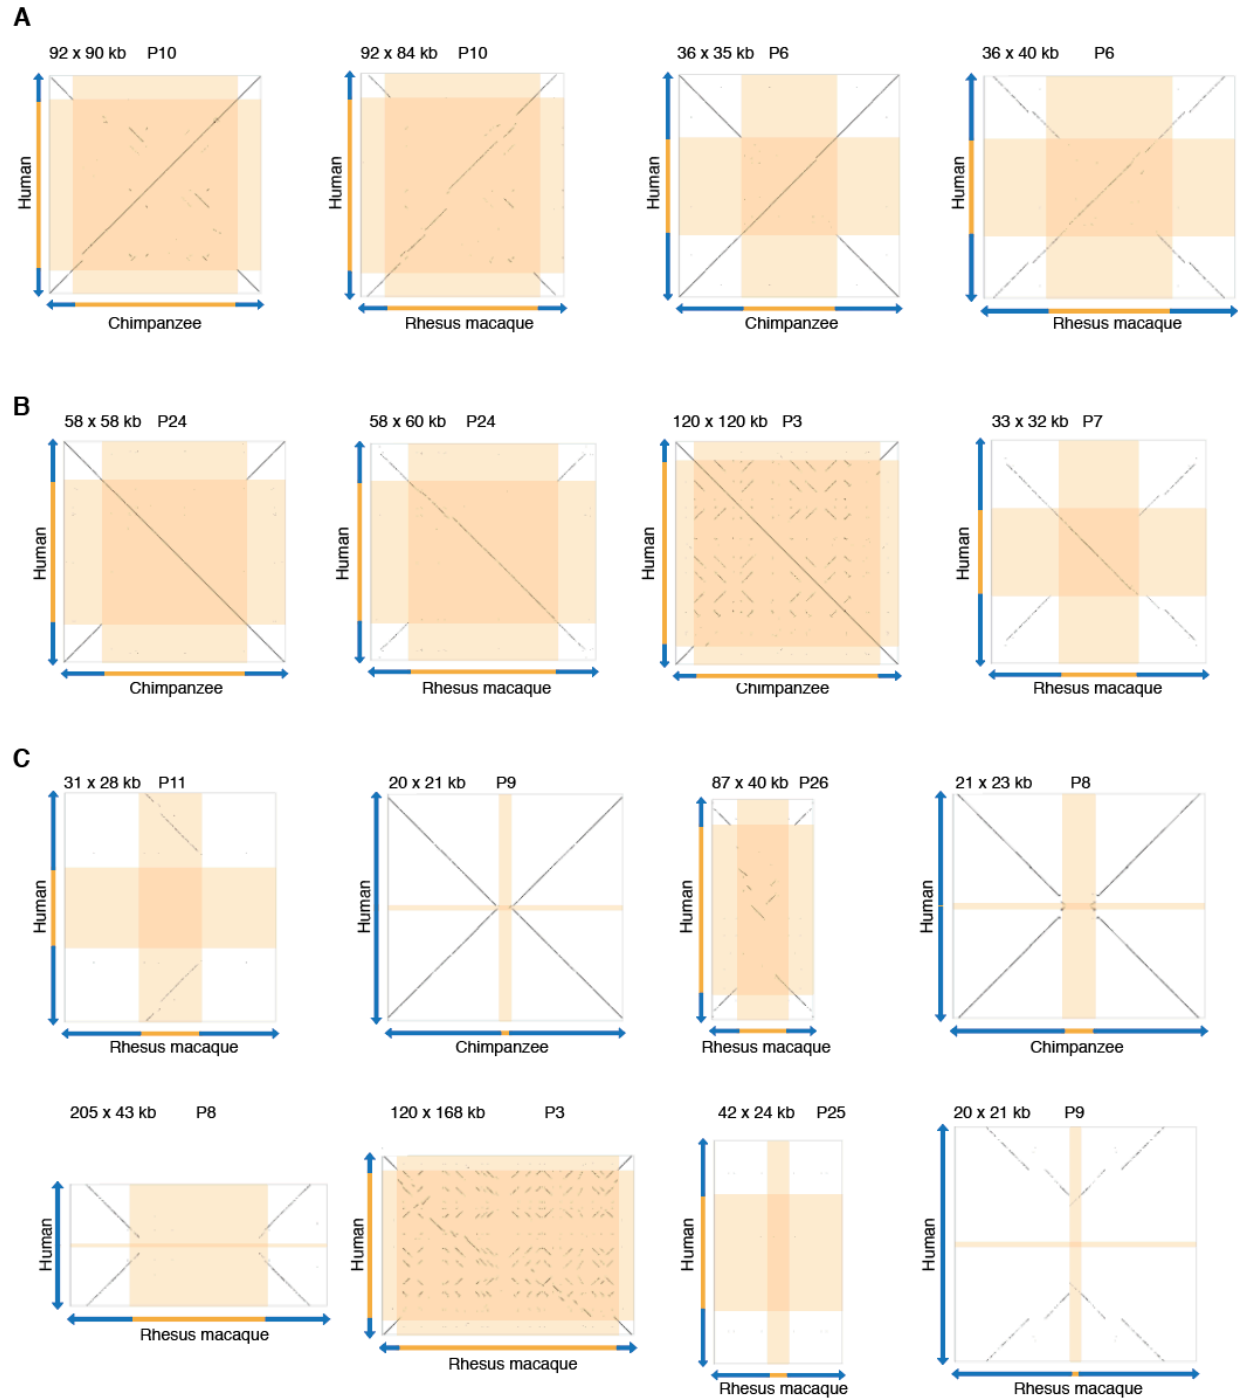 A
92 x 90 kb P10
92 x 84 kb P10
36 x 35 kb P6
36 x 40 kb P6
Human
Human
Human
Human
Chimpanzee
Rhesus macaque
Chimpanzee
Rhesus macaque
B
58 x 58 kb P24
58 x 60 kb P24
120 x 120 kb P3
33 x 32 kb P7
Human
Human
Human
Human
Chimpanzee
Rhesus macaque
Chimpanzee
Rhesus macaque
C
31 x 28 kb P11
20 x 21 kb P9
87 x 40 kb P26
21 x 23 kb P8
Human
Human
Human
Human
Rhesus macaque
Chimpanzee
Rhesus macaque
Chimpanzee
205 x 43 kb P8
120 x 168 kb P3
42 x 24 kb P25
20 x 21 kb P9
Human
Human
Human
Human
Rhesus macaque
Rhesus macaque
Rhesus macaque
Rhesus macaque